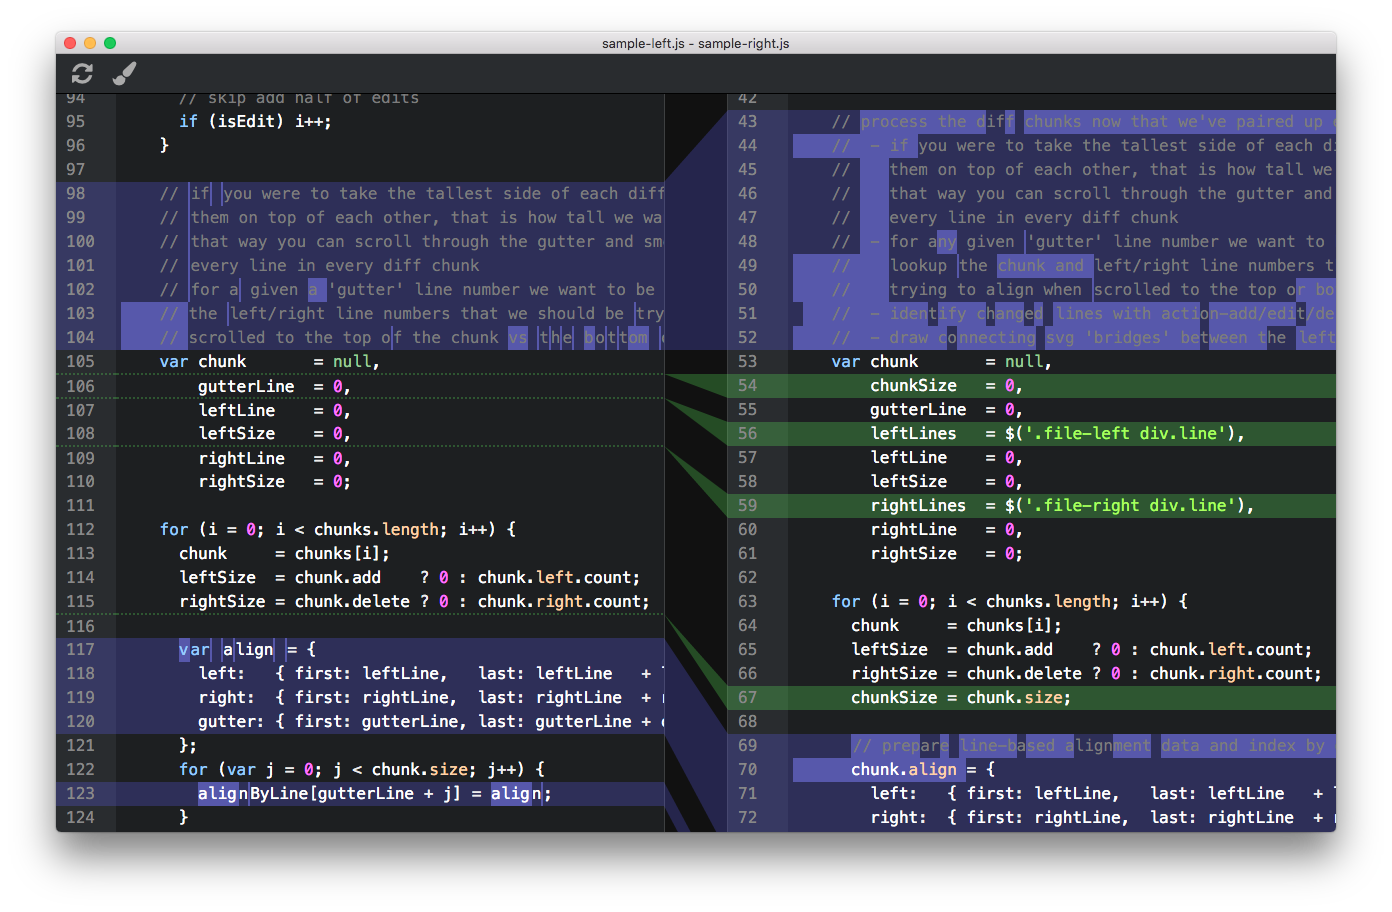 sample-left.js - sample-right.js
94 // skip add half of edits
95 if (isEdit) i++;
96 }
97
98 // if you were to take the tallest side of each diff
99 // them on top of each other, that is how tall we wa
100 // that way you can scroll through the gutter and sm
101 // every line in every diff chunk
102 // for a given a 'gutter' line number we want to be
103 // the left/right line numbers that we should be try
104 // scrolled to the top of the chunk vs the bottom
105 var chunk = null,
106 gutterLine = 0,
107 leftLine = 0,
108 leftSize = 0,
109 rightLine = 0,
110 rightSize = 0;
111
112 for (i = 0; i < chunks.length; i++) {
113 chunk = chunks[i];
114 leftSize = chunk.add ? 0 : chunk.left.count;
115 rightSize = chunk.delete ? 0 : chunk.right.count;
116
117 var align = {
118 left: { first: leftLine, last: leftLine +
119 right: { first: rightLine, last: rightLine +
120 gutter: { first: gutterLine, last: gutterLine +
121 };
122 for (var j = 0; j < chunk.size; j++) {
123 alignByLine[gutterLine + j] = align;
124 }
42
43 // process the diff chunks now that we've paired up
44 // - if you were to take the tallest side of each di
45 // them on top of each other, that is how tall we
46 // that way you can scroll through the gutter and
47 // every line in every diff chunk
48 // - for any given 'gutter' line number we want to
49 // lookup the chunk and left/right line numbers t
50 // trying to align when scrolled to the top or bo
51 // - identify changed lines with action-add/edit/de
52 // - draw connecting svg 'bridges' between the left
53 var chunk = null,
54 chunkSize = 0,
55 gutterLine = 0,
56 leftLines = $('.file-left div.line'),
57 leftLine = 0,
58 leftSize = 0,
59 rightLines = $('.file-right div.line'),
60 rightLine = 0,
61 rightSize = 0;
62
63 for (i = 0; i < chunks.length; i++) {
64 chunk = chunks[i];
65 leftSize = chunk.add ? 0 : chunk.left.count;
66 rightSize = chunk.delete ? 0 : chunk.right.count;
67 chunkSize = chunk.size;
68
69 // prepare line-based alignment data and index by
70 chunk.align = {
71 left: { first: leftLine, last: leftLine +
72 right: { first: rightLine, last: rightLine +